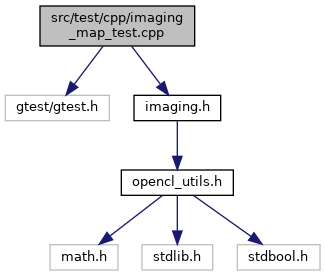 src/test/cpp/imaging
_map_test.cpp
gtest/gtest.h
imaging.h
opencl_utils.h
math.h
stdlib.h
stdbool.h